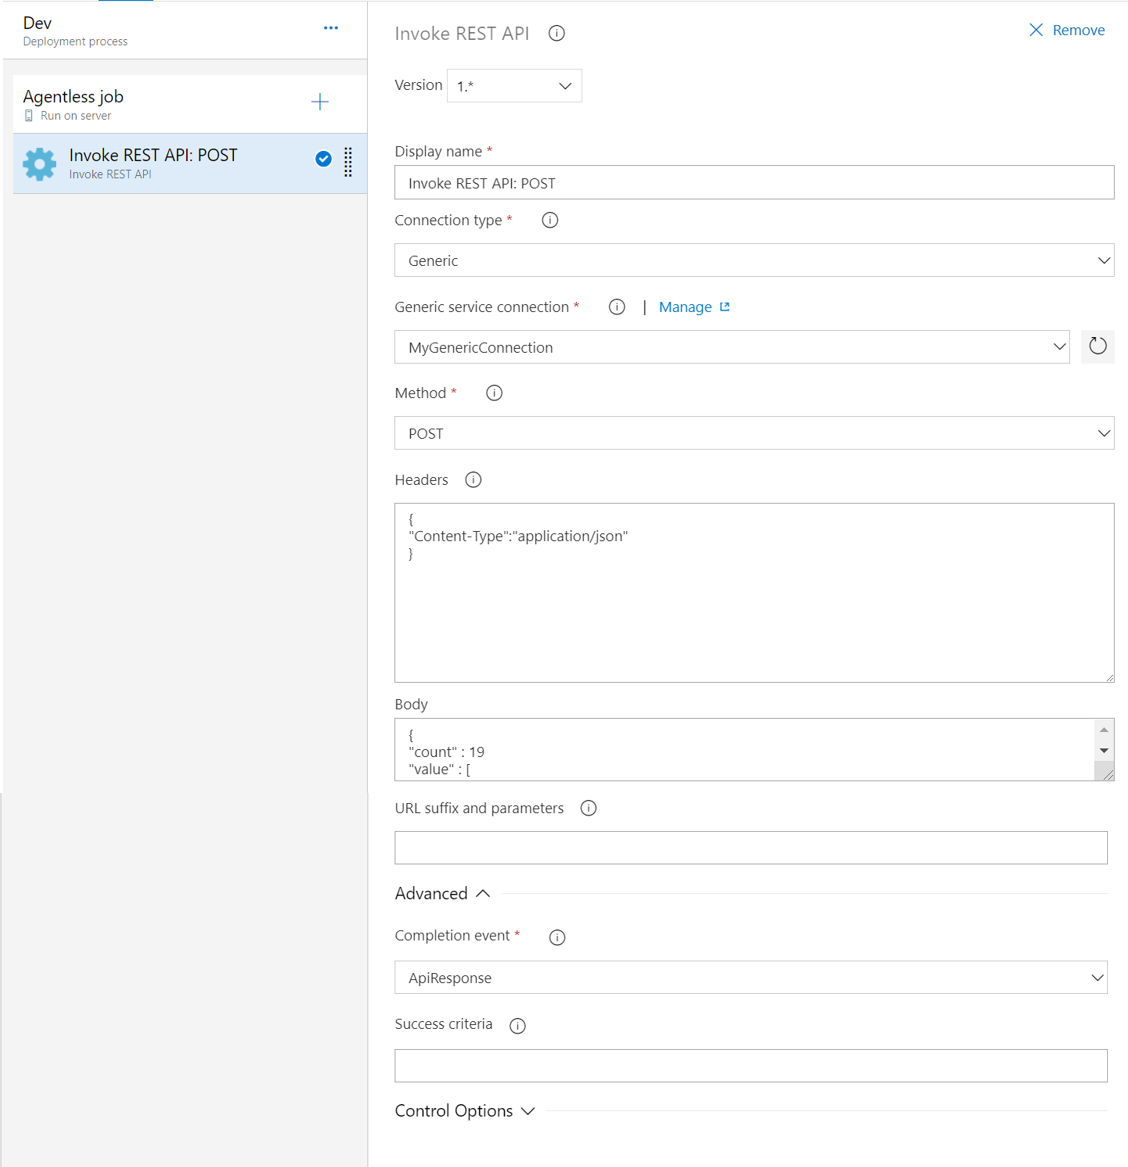 Dev
Deployment process
Agentless job
Run on server
Invoke REST API: POST
Invoke REST API
Invoke REST API
Remove
Version 1.*
Display name *
Invoke REST API: POST
Connection type *
Generic
Generic service connection * | Manage
MyGenericConnection
Method *
POST
Headers
{
"Content-Type":"application/json"
}
Body
{
"count" : 19
"value" : [
URL suffix and parameters
Advanced
Completion event *
ApiResponse
Success criteria
Control Options